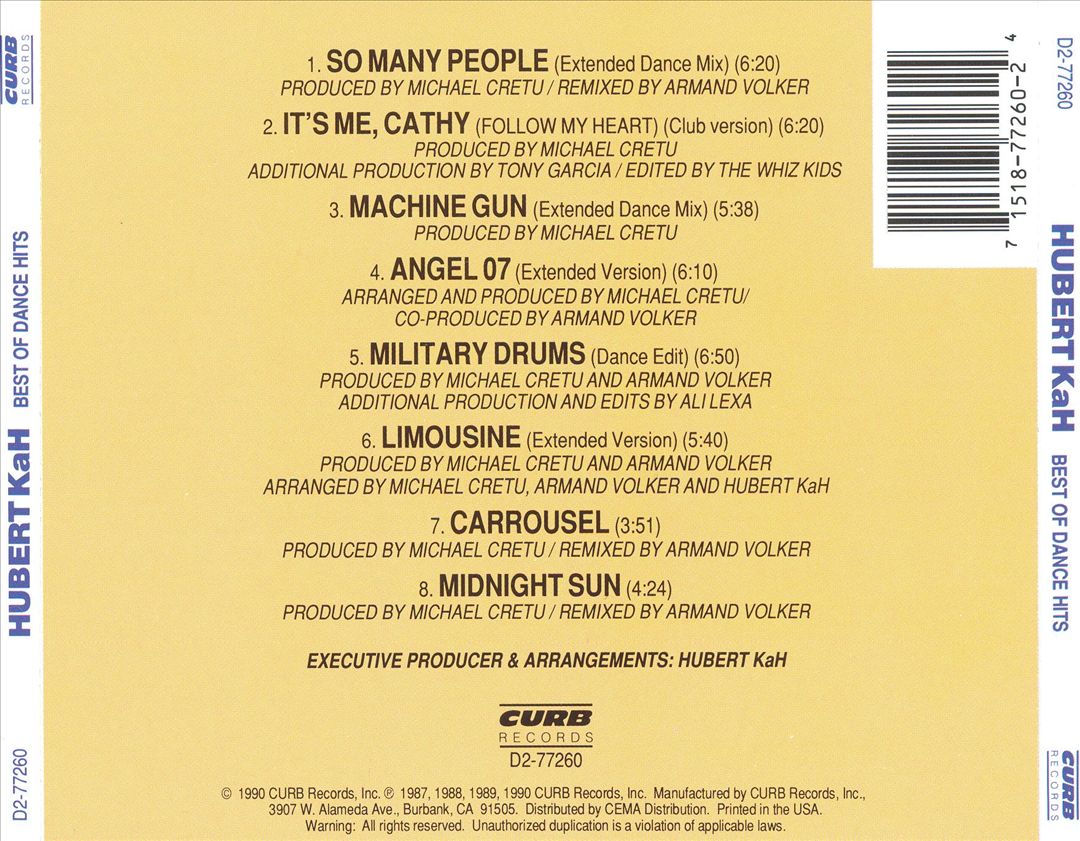 1. SO MANY PEOPLE (Extended Dance Mix) (6:20)
PRODUCED BY MICHAEL CRETU / REMIXED BY ARMAND VOLKER
2. IT'S ME, CATHY (FOLLOW MY HEART) (Club version) (6:20)
PRODUCED BY MICHAEL CRETU
ADDITIONAL PRODUCTION BY TONY GARCIA / EDITED BY THE WHIZ KIDS
3. MACHINE GUN (Extended Dance Mix) (5:38)
PRODUCED BY MICHAEL CRETU
4. ANGEL 07 (Extended Version) (6:10)
ARRANGED AND PRODUCED BY MICHAEL CRETU/
CO-PRODUCED BY ARMAND VOLKER
5. MILITARY DRUMS (Dance Edit) (6:50)
PRODUCED BY MICHAEL CRETU AND ARMAND VOLKER
ADDITIONAL PRODUCTION AND EDITS BY ALI LEXA
6. LIMOUSINE (Extended Version) (5:40)
PRODUCED BY MICHAEL CRETU AND ARMAND VOLKER
ARRANGED BY MICHAEL CRETU, ARMAND VOLKER AND HUBERT KaH
7. CARROUSEL (3:51)
PRODUCED BY MICHAEL CRETU / REMIXED BY ARMAND VOLKER
8. MIDNIGHT SUN (4:24)
PRODUCED BY MICHAEL CRETU / REMIXED BY ARMAND VOLKER
EXECUTIVE PRODUCER & ARRANGEMENTS: HUBERT KaH
CURB
RECORDS
D2-77260
© 1990 CURB Records, Inc. ℗ 1987, 1988, 1989, 1990 CURB Records, Inc. Manufactured by CURB Records, Inc.,
3907 W. Alameda Ave., Burbank, CA 91505. Distributed by CEMA Distribution. Printed in the USA.
Warning: All rights reserved. Unauthorized duplication is a violation of applicable laws.
D2-77260 HUBERT KaH BEST OF DANCE HITS CURB RECORDS
7 15518-77260-2 4
D2-77260 HUBERT KaH BEST OF DANCE HITS CURB RECORDS